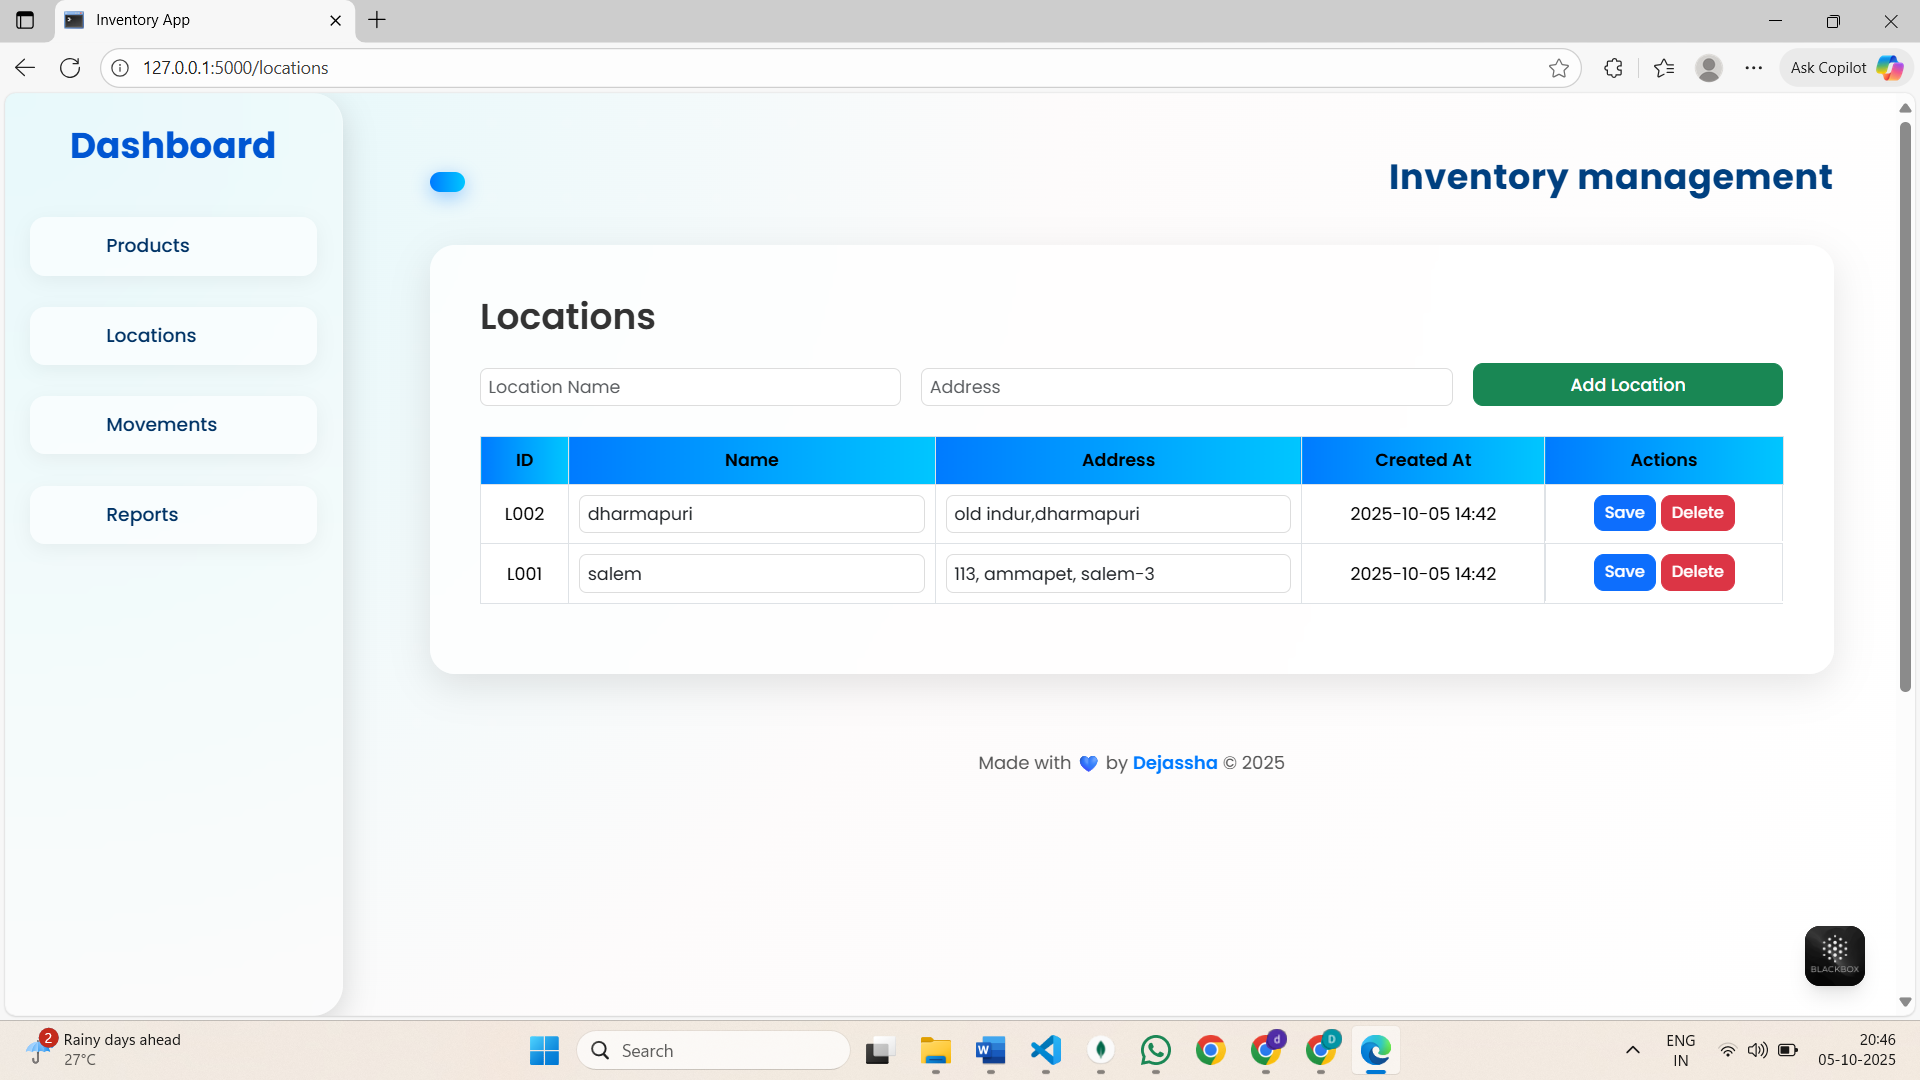 Inventory App
127.0.0.1:5000/locations
Ask Copilot
Dashboard
Inventory management
Products
Locations
Movements
Reports
Locations
Location Name Address Add Location
ID Name Address Created At Actions
L002 dharmapuri old indur,dharmapuri 2025-10-05 14:42 Save Delete
L001 salem 113, ammapet, salem-3 2025-10-05 14:42 Save Delete
Made with 💙 by Dejassha © 2025
BLACKBOX
2
Rainy days ahead
27°C
Search
W
d
D
ENG
IN
20:46
05-10-2025